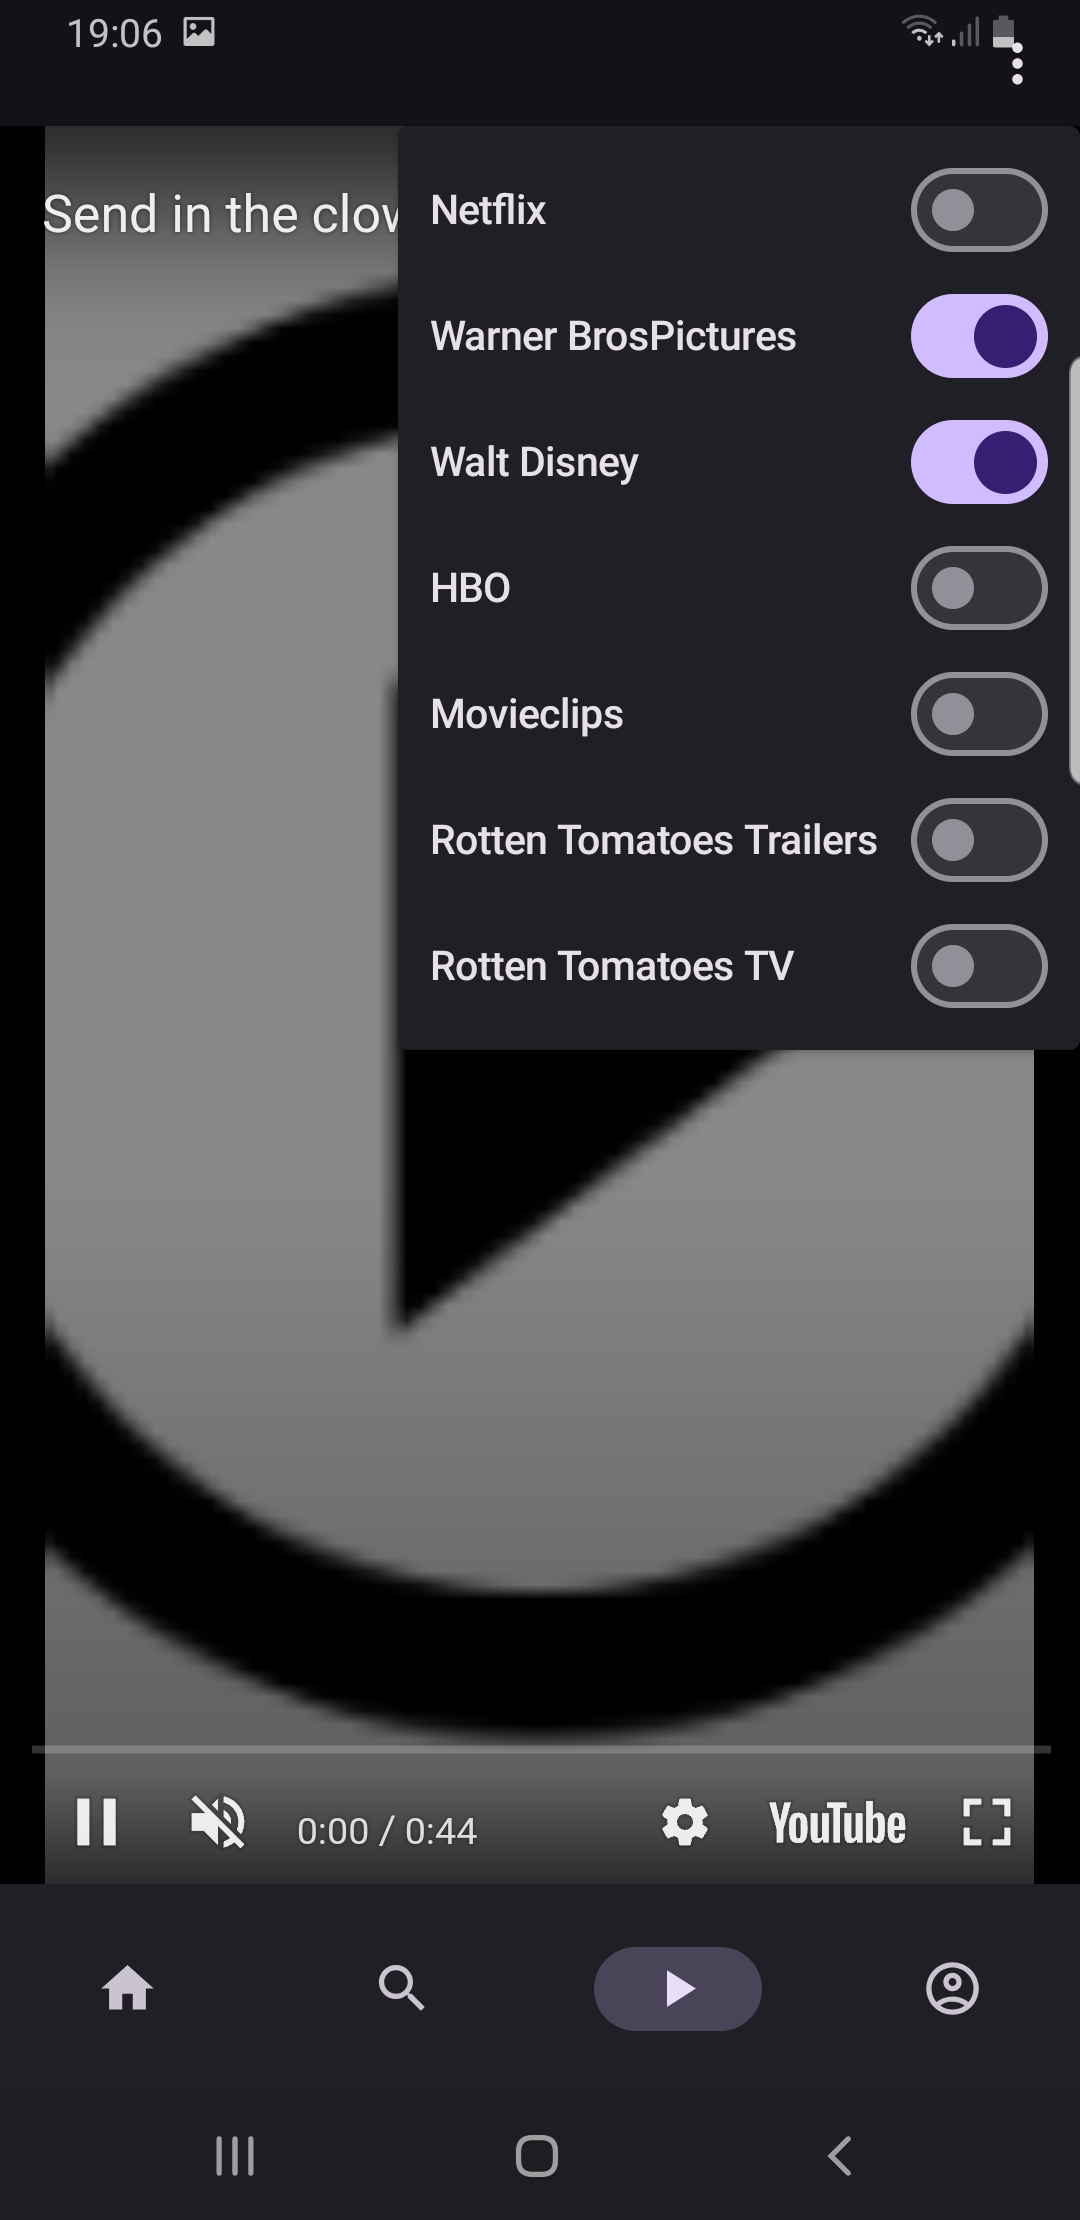 19:06
Send in the clow
Netflix
Warner BrosPictures
Walt Disney
HBO
Movieclips
Rotten Tomatoes Trailers
Rotten Tomatoes TV
0:00 / 0:44
YouTube